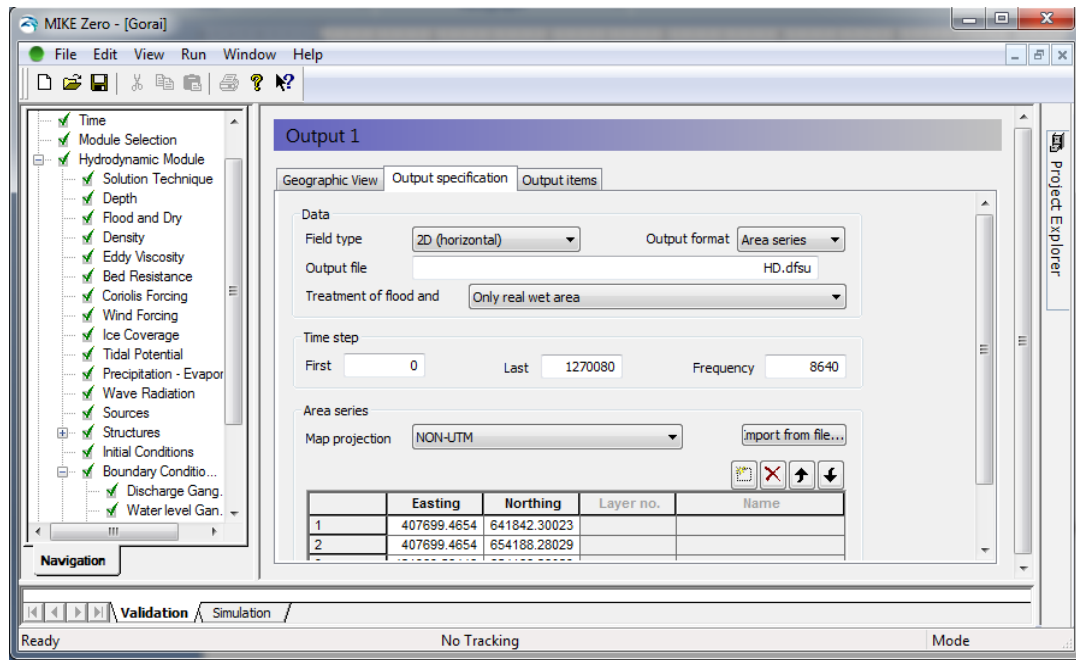 MIKE Zero - [Gorai]
File Edit View Run Window Help
Time
Module Selection
Hydrodynamic Module
Solution Technique
Depth
Flood and Dry
Density
Eddy Viscosity
Bed Resistance
Coriolis Forcing
Wind Forcing
Ice Coverage
Tidal Potential
Precipitation - Evapor
Wave Radiation
Sources
Structures
Initial Conditions
Boundary Conditio...
Discharge Gang.
Water level Gan.
Navigation
Output 1
Geographic View Output specification Output items
Data
Field type 2D (horizontal) Output format Area series
Output file HD.dfsu
Treatment of flood and Only real wet area
Time step
First 0 Last 1270080 Frequency 8640
Area series
Map projection NON-UTM Import from file...
Easting Northing Layer no. Name
1 407699.4654 641842.30023
2 407699.4654 654188.28029
Project Explorer
Validation Simulation
Ready No Tracking Mode